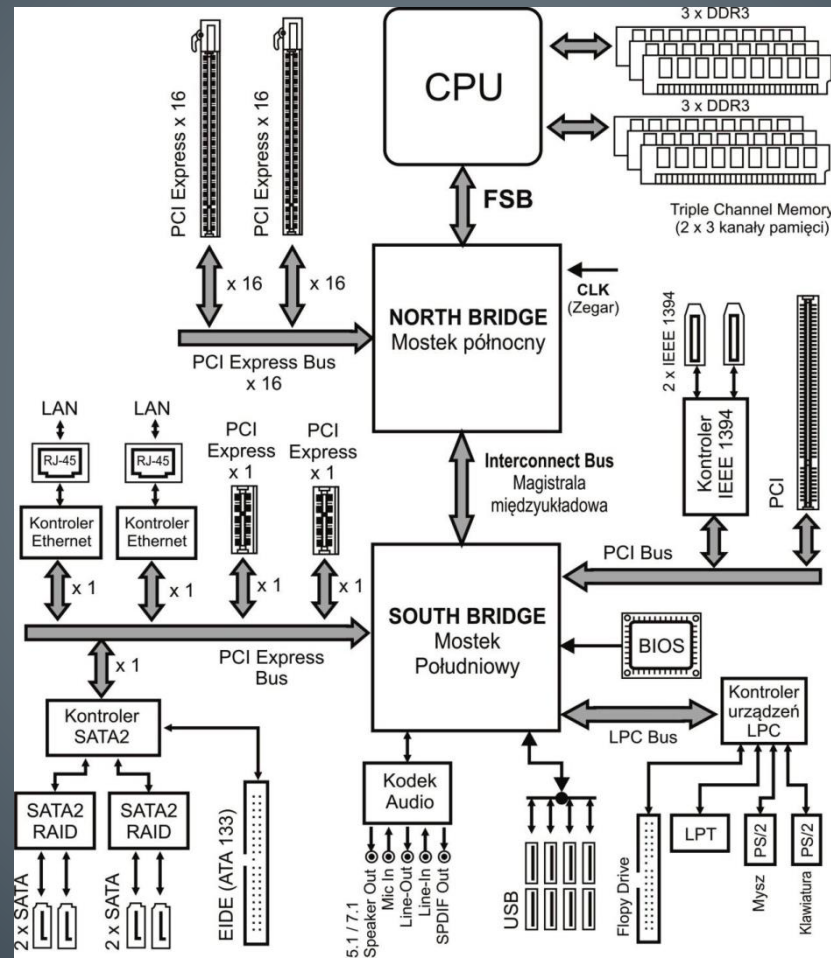 3 x DDR3
CPU
3 x DDR3
PCI Express x 16
PCI Express x 16
FSB
Triple Channel Memory
(2 x 3 kanały pamięci)
x 16
x 16
CLK
(Zegar)
NORTH BRIDGE
Mostek północny
PCI Express Bus
x 16
2 x IEEE 1394
Kontroler
IEEE 1394
PCI
LAN
LAN
RJ-45
RJ-45
PCI
Express
x 1
PCI
Express
x 1
Interconnect Bus
Magistrala
międzyukładowa
Kontroler
Ethernet
Kontroler
Ethernet
PCI Bus
x 1
x 1
x 1
x 1
SOUTH BRIDGE
Mostek
Południowy
BIOS
PCI Express
Bus
x 1
Kontroler
SATA2
LPC Bus
Kontroler
urządzeń
LPC
Kodek
Audio
SATA2
RAID
SATA2
RAID
EIDE (ATA 133)
LPT
PS/2
PS/2
2 x SATA
2 x SATA
5.1 / 7.1
Speaker Out
Mic In
Line-Out
Line-In
SPDIF Out
USB
Flopy Drive
Mysz
Klawiatura